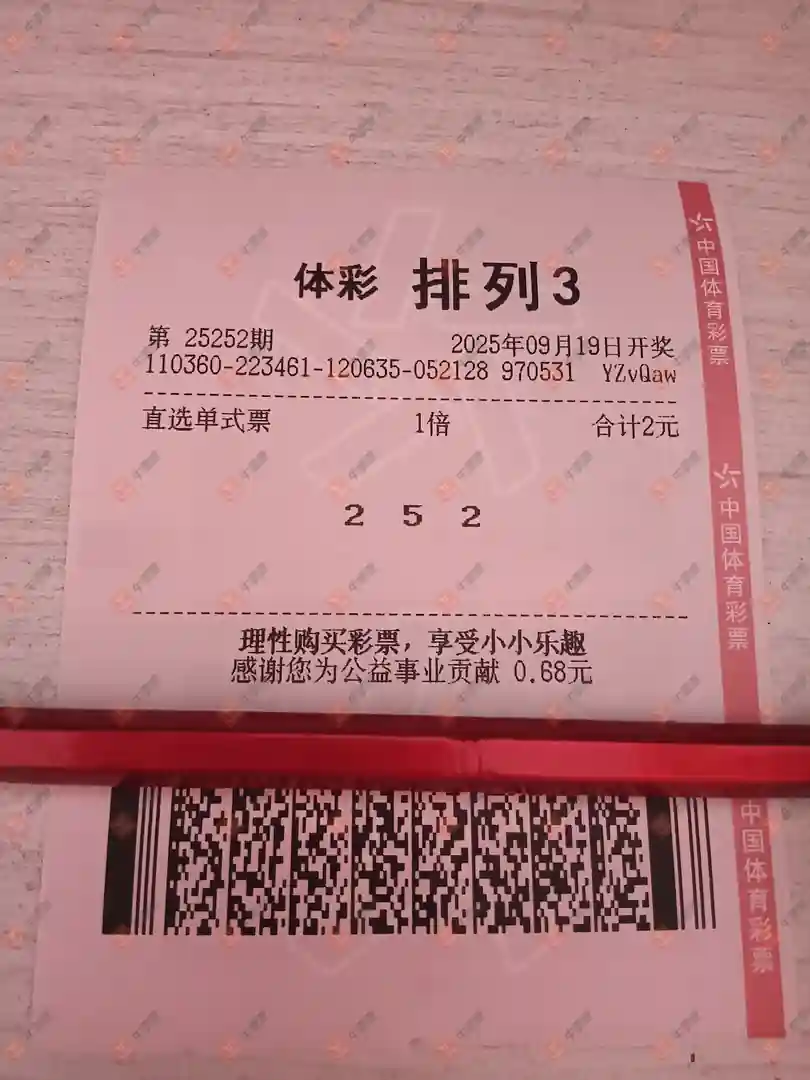 体彩 排列3
第 25252期 2025年09月19日开奖
110360-223461-120635-052128 970531 YZvQaw
直选单式票 1倍 合计2元
2 5 2
理性购买彩票，享受小小乐趣
感谢您为公益事业贡献 0.68元
中国体育彩票
中国体育彩票
中国体育彩票